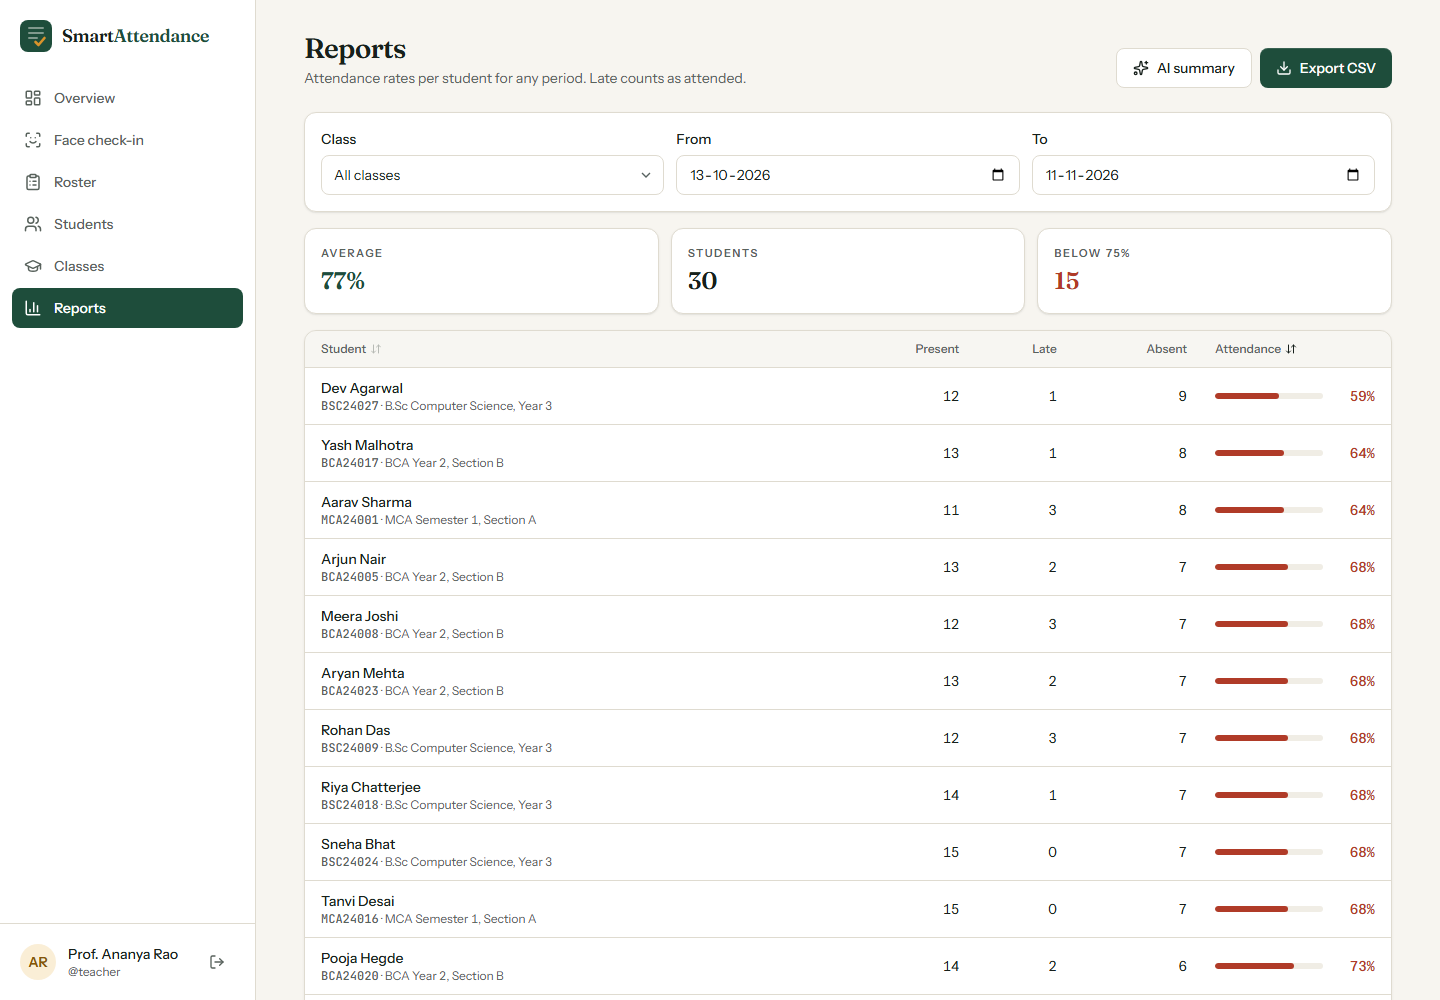 SmartAttendance
Overview
Face check-in
Roster
Students
Classes
Reports
Prof. Ananya Rao
@teacher
AR
Reports
Attendance rates per student for any period. Late counts as attended.
AI summary
Export CSV
Class
From
To
All classes
13-10-2026
11-11-2026
AVERAGE
77%
STUDENTS
30
BELOW 75%
15
Student Present Late Absent Attendance
Dev Agarwal
BSC24027 · B.Sc Computer Science, Year 3
12 1 9 59%
Yash Malhotra
BCA24017 · BCA Year 2, Section B
13 1 8 64%
Aarav Sharma
MCA24001 · MCA Semester 1, Section A
11 3 8 64%
Arjun Nair
BCA24005 · BCA Year 2, Section B
13 2 7 68%
Meera Joshi
BCA24008 · BCA Year 2, Section B
12 3 7 68%
Aryan Mehta
BCA24023 · BCA Year 2, Section B
13 2 7 68%
Rohan Das
BSC24009 · B.Sc Computer Science, Year 3
12 3 7 68%
Riya Chatterjee
BSC24018 · B.Sc Computer Science, Year 3
14 1 7 68%
Sneha Bhat
BSC24024 · B.Sc Computer Science, Year 3
15 0 7 68%
Tanvi Desai
MCA24016 · MCA Semester 1, Section A
15 0 7 68%
Pooja Hegde
BCA24020 · BCA Year 2, Section B
14 2 6 73%